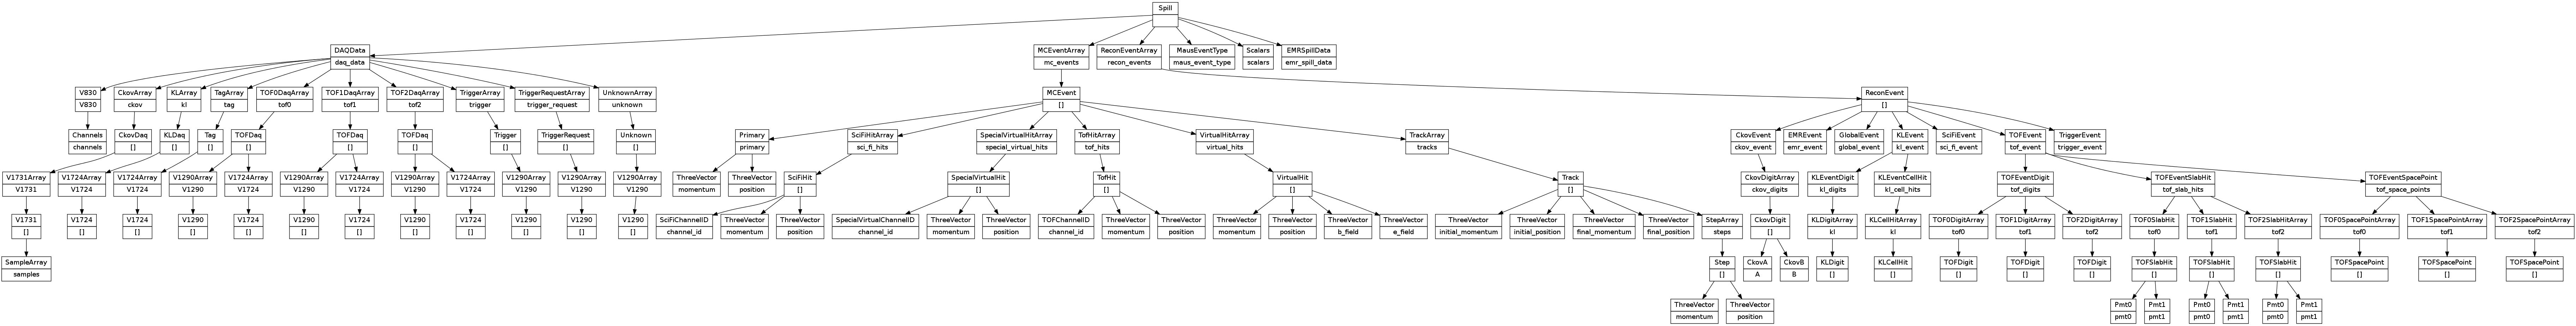 Spill
DAQData
daq_data
MCEventArray
mc_events
ReconEventArray
recon_events
MausEventType
maus_event_type
Scalars
scalars
EMRSpillData
emr_spill_data
V830
V830
CkovArray
ckov
KLArray
kl
TagArray
tag
TOF0DaqArray
tof0
TOF1DaqArray
tof1
TOF2DaqArray
tof2
TriggerArray
trigger
TriggerRequestArray
trigger_request
UnknownArray
unknown
MCEvent
[]
ReconEvent
[]
Channels
channels
CkovDaq
[]
KLDaq
[]
Tag
[]
TOFDaq
[]
TOFDaq
[]
TOFDaq
[]
Trigger
[]
TriggerRequest
[]
Unknown
[]
Primary
primary
SciFiHitArray
sci_fi_hits
SpecialVirtualHitArray
special_virtual_hits
TofHitArray
tof_hits
VirtualHitArray
virtual_hits
TrackArray
tracks
CkovEvent
ckov_event
EMREvent
emr_event
GlobalEvent
global_event
KLEvent
kl_event
SciFiEvent
sci_fi_event
TOFEvent
tof_event
TriggerEvent
trigger_event
V1731Array
V1731
V1724Array
V1724
V1724Array
V1724
V1290Array
V1290
V1724Array
V1724
V1290Array
V1290
V1724Array
V1724
V1290Array
V1290
V1724Array
V1724
V1290Array
V1290
V1290Array
V1290
V1290Array
V1290
ThreeVector
momentum
ThreeVector
position
SciFiHit
[]
SpecialVirtualHit
[]
TofHit
[]
VirtualHit
[]
Track
[]
CkovDigitArray
ckov_digits
KLEventDigit
kl_digits
KLEventCellHit
kl_cell_hits
TOFEventDigit
tof_digits
TOFEventSlabHit
tof_slab_hits
TOFEventSpacePoint
tof_space_points
V1731
[]
V1724
[]
V1724
[]
V1290
[]
V1724
[]
V1290
[]
V1724
[]
V1290
[]
V1724
[]
V1290
[]
V1290
[]
V1290
[]
SciFiChannelID
channel_id
ThreeVector
momentum
ThreeVector
position
SpecialVirtualChannelID
channel_id
ThreeVector
momentum
ThreeVector
position
TOFChannelID
channel_id
ThreeVector
momentum
ThreeVector
position
ThreeVector
momentum
ThreeVector
position
ThreeVector
b_field
ThreeVector
e_field
ThreeVector
initial_momentum
ThreeVector
initial_position
ThreeVector
final_momentum
ThreeVector
final_position
StepArray
steps
CkovDigit
[]
KLDigitArray
kl
KLCellHitArray
kl
TOF0DigitArray
tof0
TOF1DigitArray
tof1
TOF2DigitArray
tof2
TOF0SlabHit
tof0
TOF1SlabHit
tof1
TOF2SlabHitArray
tof2
TOF0SpacePointArray
tof0
TOF1SpacePointArray
tof1
TOF2SpacePointArray
tof2
SampleArray
samples
Step
[]
CkovA
A
CkovB
B
KLDigit
[]
KLCellHit
[]
TOFDigit
[]
TOFDigit
[]
TOFDigit
[]
TOFSlabHit
[]
TOFSlabHit
[]
TOFSlabHit
[]
TOFSpacePoint
[]
TOFSpacePoint
[]
TOFSpacePoint
[]
ThreeVector
momentum
ThreeVector
position
Pmt0
pmt0
Pmt1
pmt1
Pmt0
pmt0
Pmt1
pmt1
Pmt0
pmt0
Pmt1
pmt1